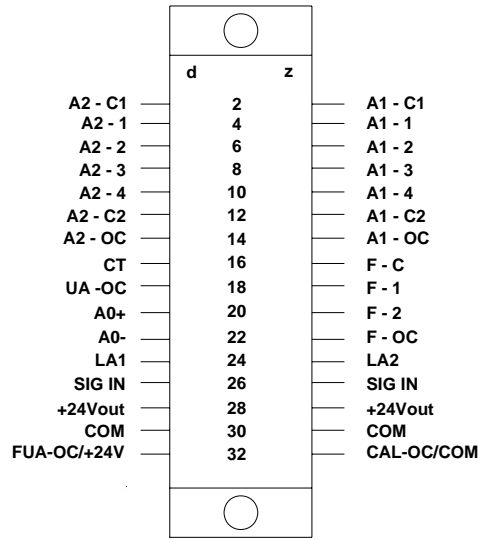 d z
A2 - C1 2 A1 - C1
A2 - 1 4 A1 - 1
A2 - 2 6 A1 - 2
A2 - 3 8 A1 - 3
A2 - 4 10 A1 - 4
A2 - C2 12 A1 - C2
A2 - OC 14 A1 - OC
CT 16 F - C
UA -OC 18 F - 1
A0+ 20 F - 2
A0- 22 F - OC
LA1 24 LA2
SIG IN 26 SIG IN
+24Vout 28 +24Vout
COM 30 COM
FUA-OC/+24V 32 CAL-OC/COM